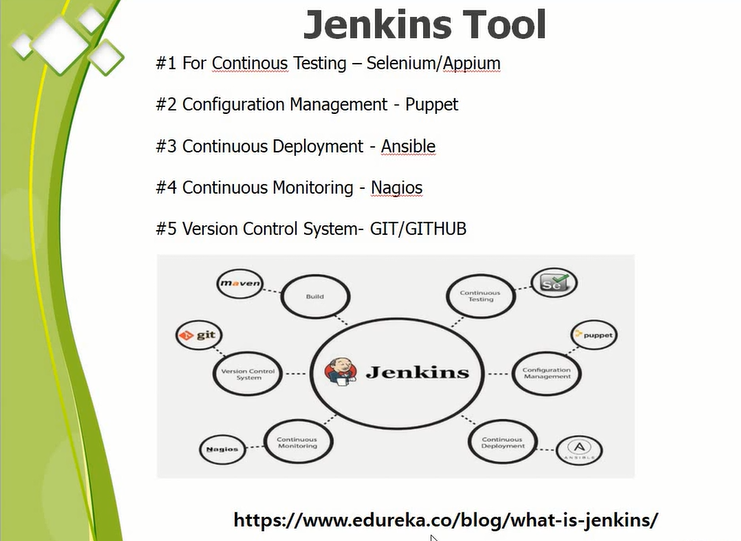 Jenkins Tool
#1 For Continous Testing – Selenium/Appium
#2 Configuration Management - Puppet
#3 Continuous Deployment - Ansible
#4 Continuous Monitoring - Nagios
#5 Version Control System- GIT/GITHUB
maven
Build
Continuous
Testing
Se
git
puppet
Version Control
System
Jenkins
Configuration
Management
Nagios
Continuous
Monitoring
Continuous
Deployment
A
ANSIBLE
https://www.edureka.co/blog/what-is-jenkins/